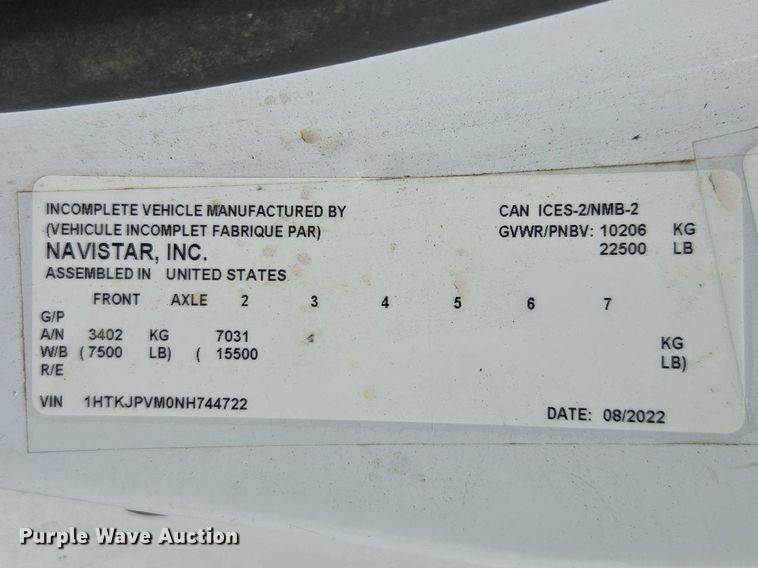 INCOMPLETE VEHICLE MANUFACTURED BY
(VEHICULE INCOMPLET FABRIQUE PAR)
NAVISTAR, INC.
ASSEMBLED IN UNITED STATES
CAN ICES-2/NMB-2
GVWR/PNBV: 10206 KG
22500 LB
FRONT AXLE 2 3 4 5 6 7
G/P
A/N 3402 KG 7031 KG
W/B (7500 LB) ( 15500 LB)
R/E
VIN 1HTKJPVM0NH744722
DATE: 08/2022
Purple Wave Auction